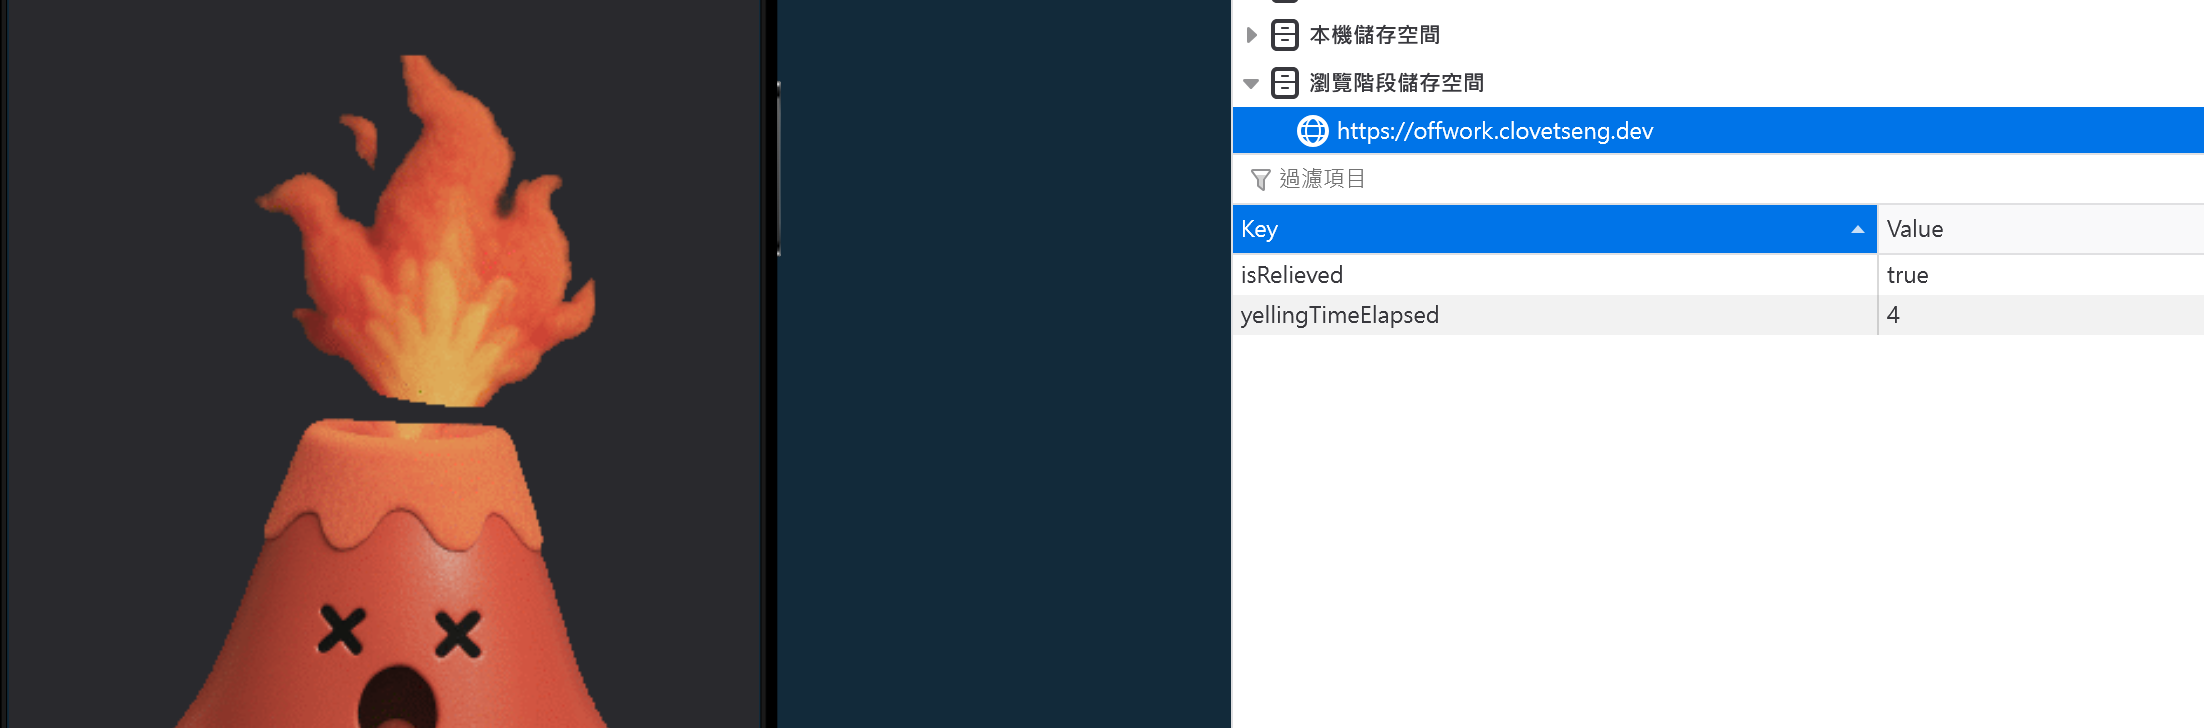 本機儲存空間
瀏覽階段儲存空間
https://offwork.clovetseng.dev
過濾項目
Key Value
isRelieved true
yellingTimeElapsed 4